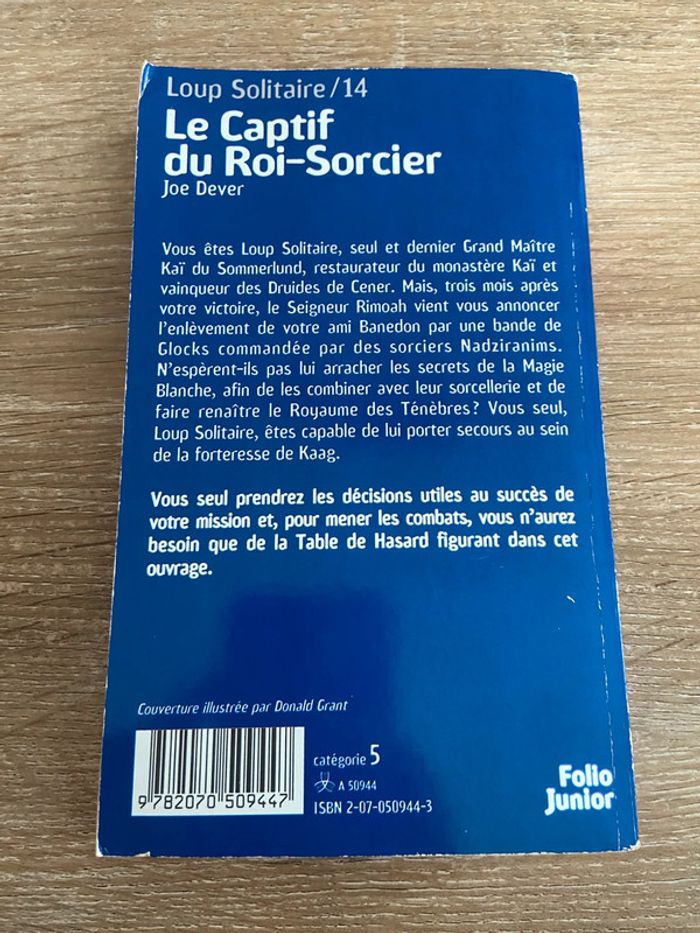 Loup Solitaire/14
Le Captif
du Roi-Sorcier
Joe Dever
Vous êtes Loup Solitaire, seul et dernier Grand Maître
Kaï du Sommerlund, restaurateur du monastère Kaï et
vainqueur des Druides de Cener. Mais, trois mois après
votre victoire, le Seigneur Rimoah vient vous annoncer
l'enlèvement de votre ami Banedon par une bande de
Glocks commandée par des sorciers Nadziranims.
N'espèrent-ils pas lui arracher les secrets de la Magie
Blanche, afin de les combiner avec leur sorcellerie et de
faire renaître le Royaume des Ténèbres? Vous seul,
Loup Solitaire, êtes capable de lui porter secours au sein
de la forteresse de Kaag.
Vous seul prendrez les décisions utiles au succès de
votre mission et, pour mener les combats, vous n'aurez
besoin que de la Table de Hasard figurant dans cet
ouvrage.
Couverture illustrée par Donald Grant
catégorie 5
A 50944
ISBN 2-07-050944-3
9 782070 509447
Folio
Junior